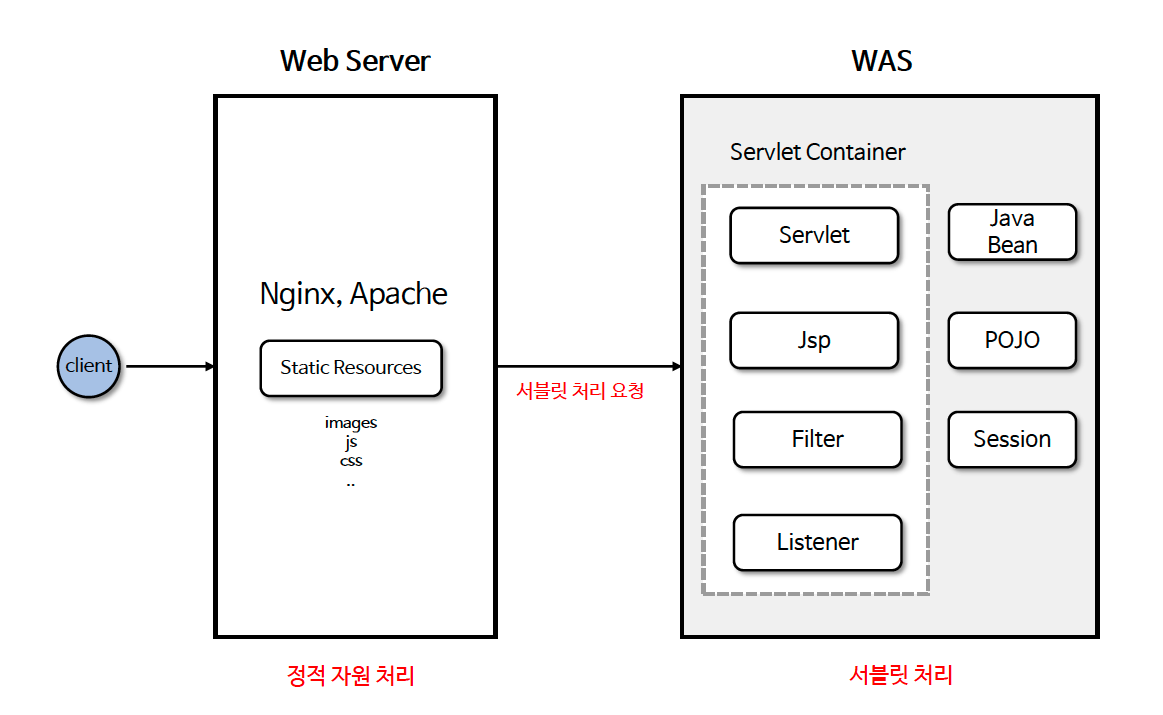 Web Server
WAS
Servlet Container
Servlet
Java
Bean
Nginx, Apache
client
Static Resources
Jsp
POJO
서블릿 처리 요청
images
js
css
..
Filter
Session
Listener
정적 자원 처리
서블릿 처리